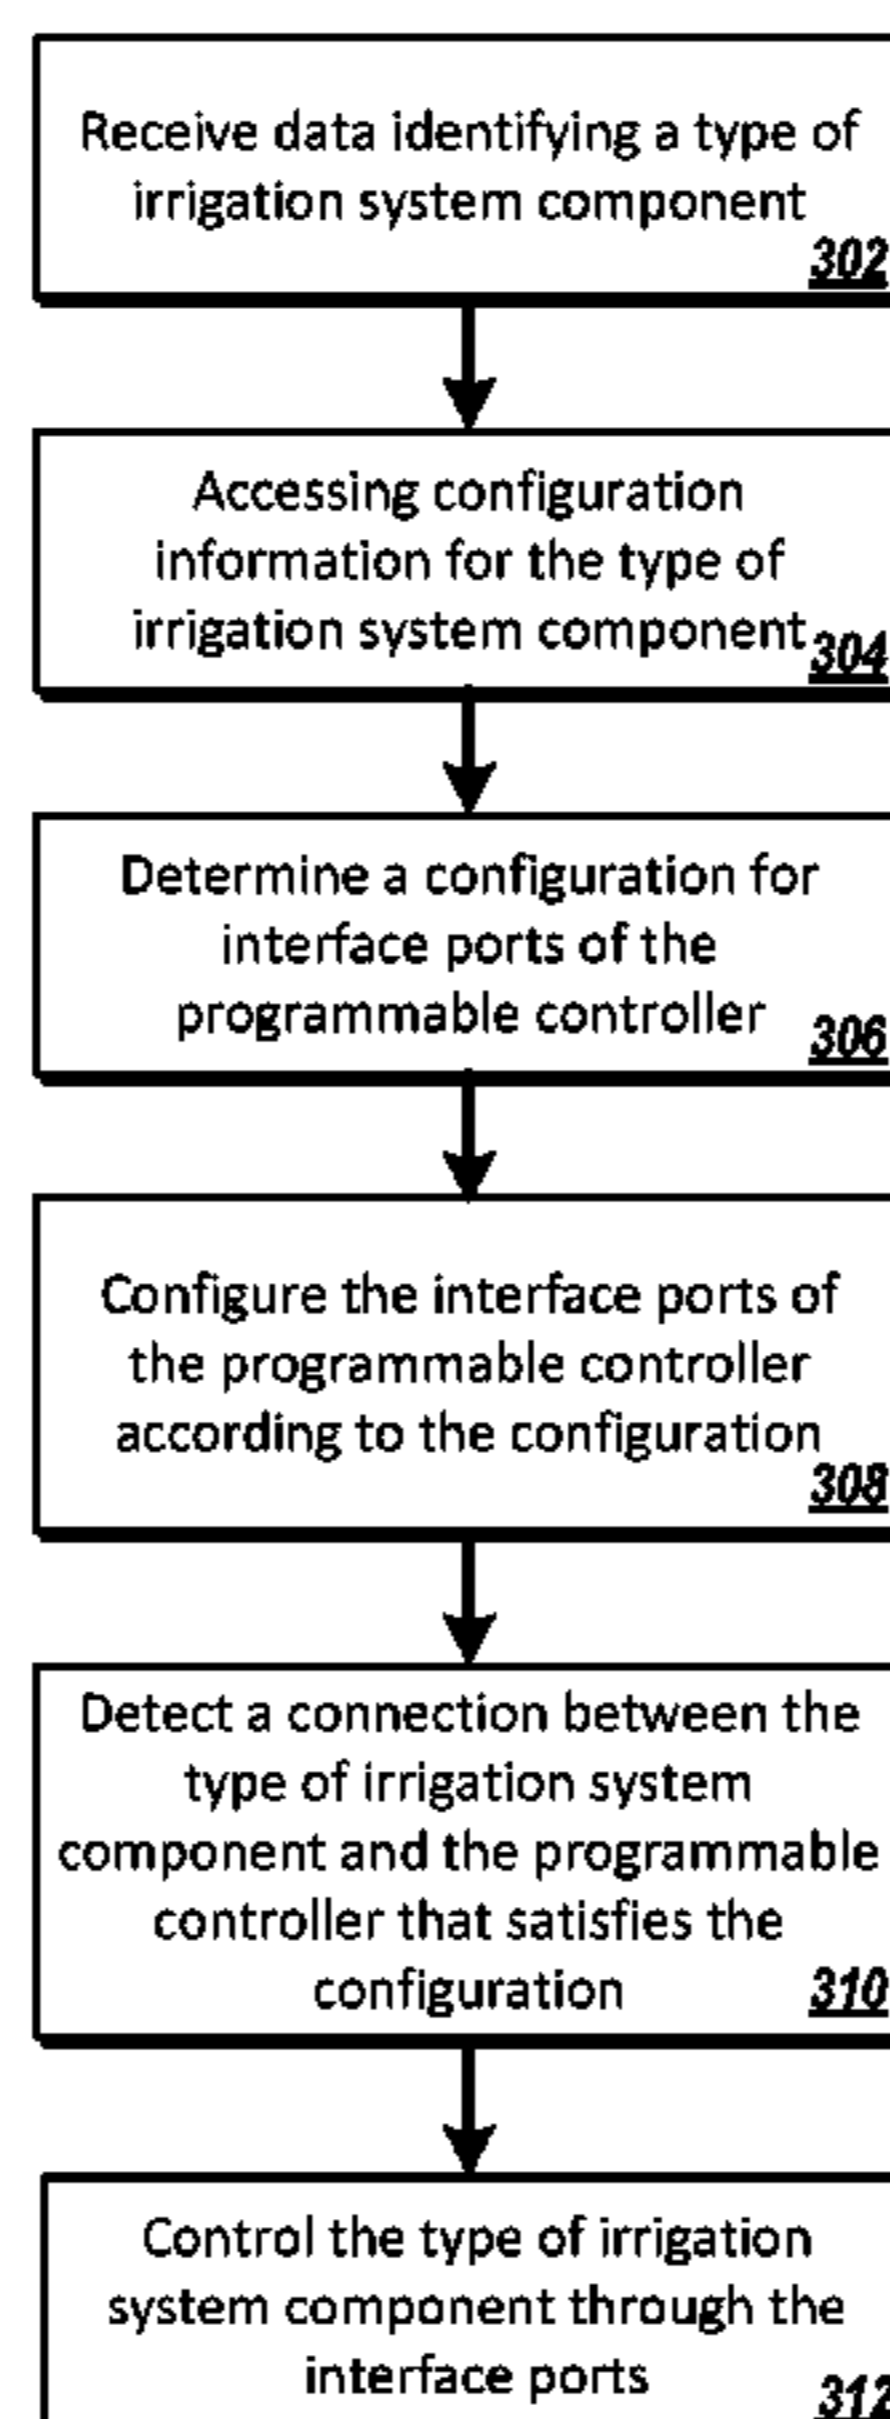 Receive data identifying a type of
irrigation system component
302
Accessing configuration
information for the type of
irrigation system component
304
Determine a configuration for
interface ports of the
programmable controller
306
Configure the interface ports of
the programmable controller
according to the configuration
308
Detect a connection between the
type of irrigation system
component and the programmable
controller that satisfies the
configuration
310
Control the type of irrigation
system component through the
interface ports
312